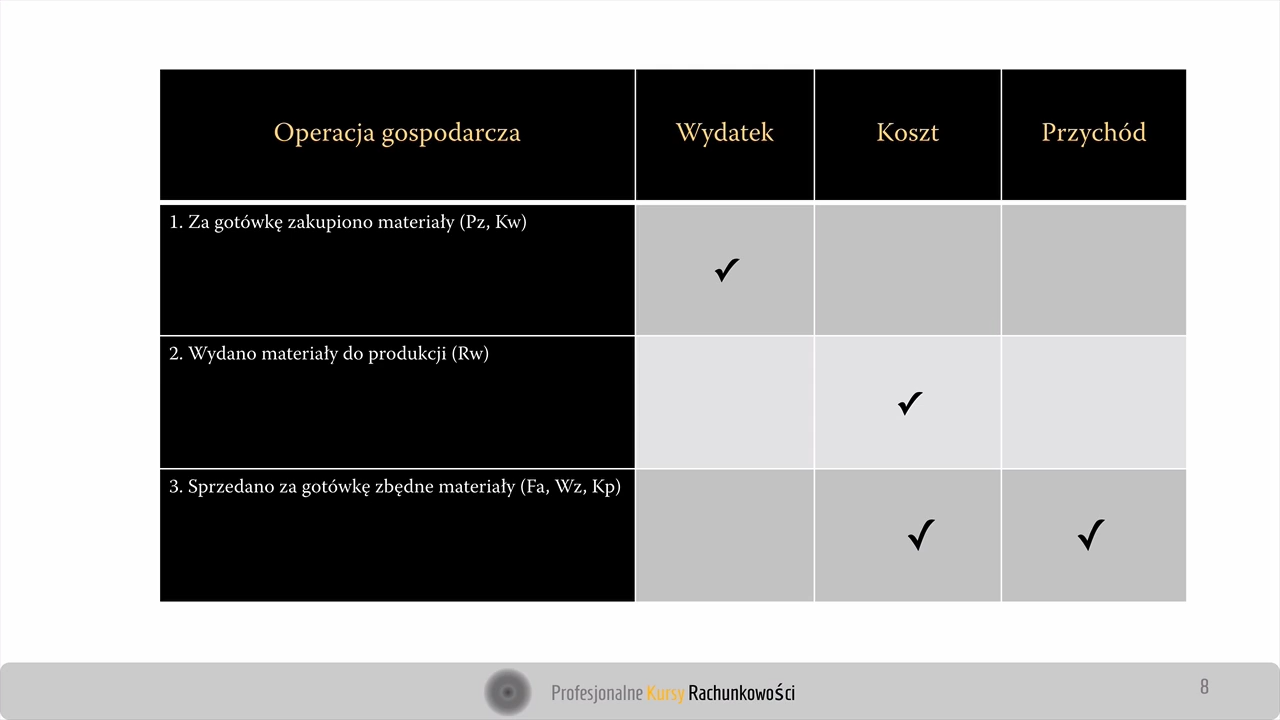 Operacja gospodarcza Wydatek Koszt Przychód
1. Za gotówkę zakupiono materiały (Pz, Kw) ✓
2. Wydano materiały do produkcji (Rw) ✓
3. Sprzedano za gotówkę zbędne materiały (Fa, Wz, Kp) ✓ ✓
Profesjonalne Kursy Rachunkowości 8